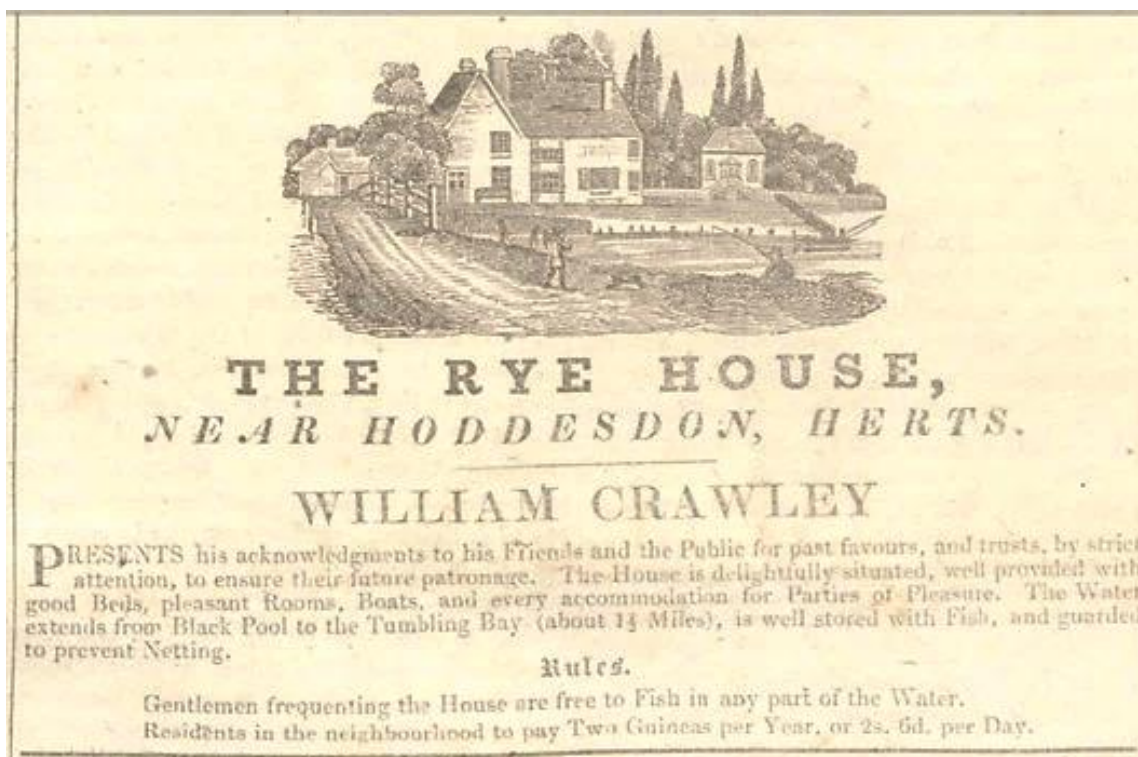 THE RYE HOUSE,
NEAR HODDESDON, HERTS.
WILLIAM CRAWLEY
PRESENTS his acknowledgments to his Friends and the Public for past favours, and trusts, by strict
attention, to ensure their future patronage. The House is delightfully situated, well provided with
good Beds, pleasant Rooms, Boats, and every accommodation for Parties of Pleasure. The Water
extends from Black Pool to the Tumbling Bay (about Miles), is well stored with Fish, and guarded
to prevent Netting.
Rules.
Gentlemen frequenting the House are free to Fish in any part of the Water.
Residents in the neighbourhood to pay Two Guineas per Year, or 2s. 6d. per Day.